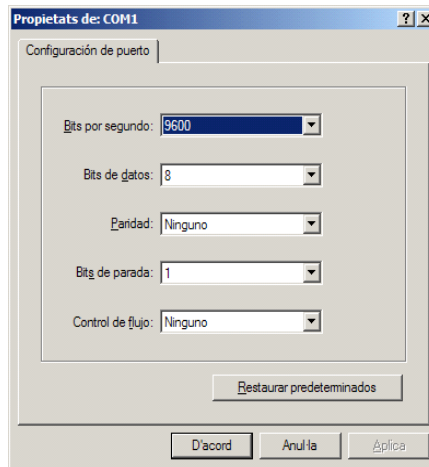 Propietats de: COM1
Configuración de puerto
Bits por segundo: 9600
Bits de datos: 8
Paridad: Ninguno
Bits de parada: 1
Control de flujo: Ninguno
Restaurar predeterminados
D'acord Anul·la Aplica